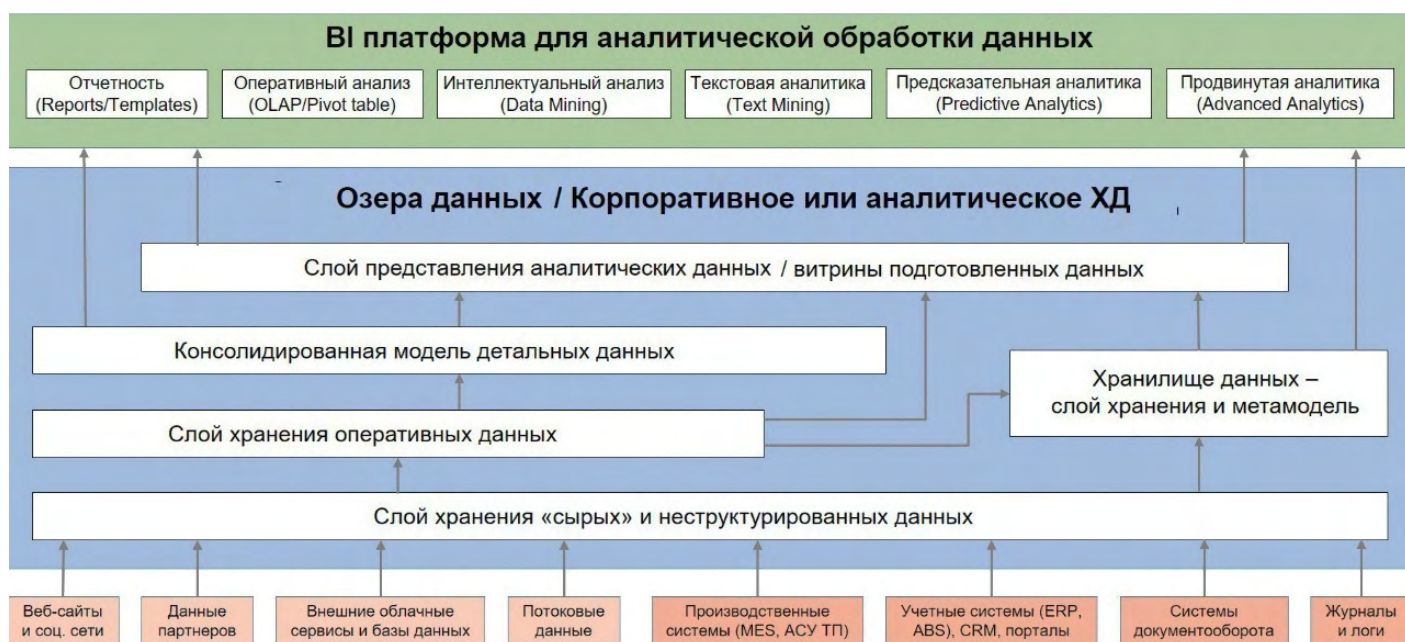 BI платформа для аналитической обработки данных
Отчетность
(Reports/Templates)
Оперативный анализ
(OLAP/Pivot table)
Интеллектуальный анализ
(Data Mining)
Текстовая аналитика
(Text Mining)
Предсказательная аналитика
(Predictive Analytics)
Продвинутая аналитика
(Advanced Analytics)
Озера данных / Корпоративное или аналитическое ХД
Слой представления аналитических данных / витрины подготовленных данных
Консолидированная модель детальных данных
Хранилище данных –
слой хранения и метамодель
Слой хранения оперативных данных
Слой хранения «сырых» и неструктурированных данных
Веб-сайты
и соц. сети
Данные
партнеров
Внешние облачные
сервисы и базы данных
Потоковые
данные
Производственные
системы (MES, АСУ ТП)
Учетные системы (ERP,
ABS), CRM, порталы
Системы
документооборота
Журналы
и логи